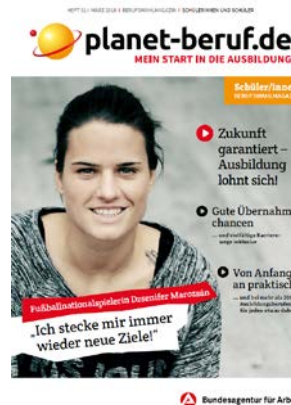 planet-beruf.de
MEIN START IN DIE AUSBILDUNG
Schüler/inne
Zukunft
garantiert –
Ausbildung
lohnt sich!
Gute Übernahm
chancen
Von Anfang
an praktisc
Fußballnationalspielerin Dzsenifer Marozsán
„Ich stecke mir immer
wieder neue Ziele!“
Bundesagentur für Arb